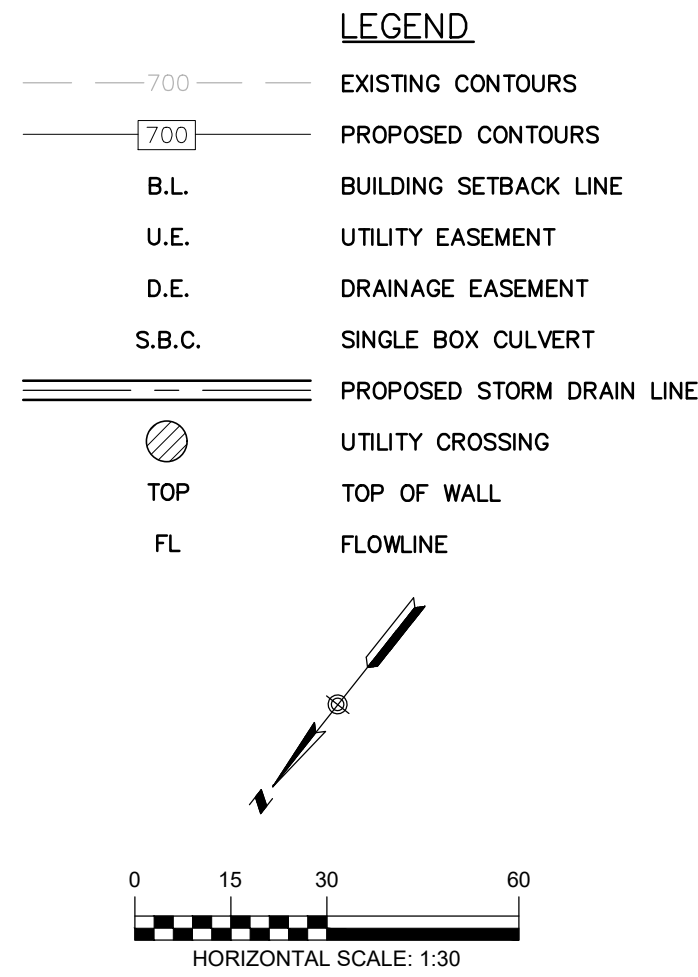 LEGEND
700 EXISTING CONTOURS
700 PROPOSED CONTOURS
B.L. BUILDING SETBACK LINE
U.E. UTILITY EASEMENT
D.E. DRAINAGE EASEMENT
S.B.C. SINGLE BOX CULVERT
PROPOSED STORM DRAIN LINE
UTILITY CROSSING
TOP TOP OF WALL
FL FLOWLINE
N
0 15 30 60
HORIZONTAL SCALE: 1:30